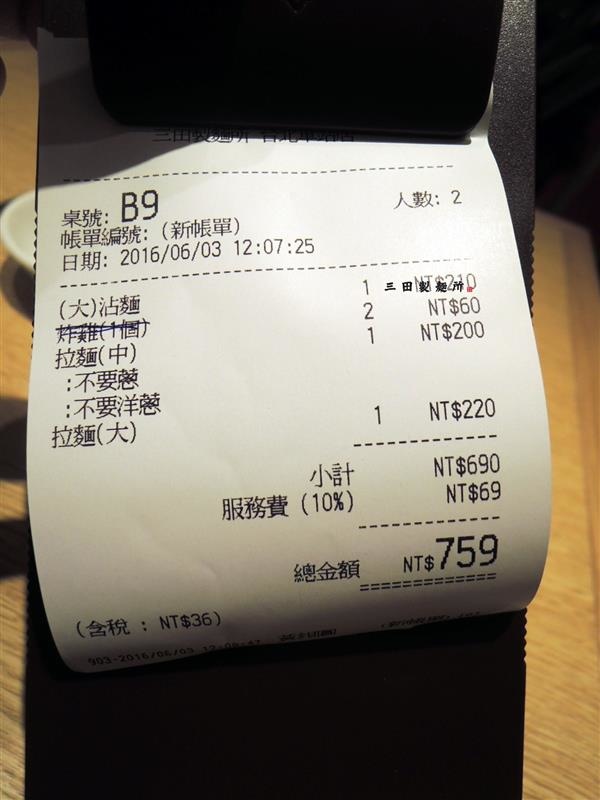 三田製麵所 台北車站店
桌號: B9 人數: 2
帳單編號: (新帳單)
日期: 2016/06/03 12:07:25
(大)沾麵 1 NT$210
三田製麵所
炸雞(1個) 2 NT$60
拉麵(中) 1 NT$200
:不要蔥
:不要洋蔥
拉麵(大) 1 NT$220
小計 NT$690
服務費 (10%) NT$69
總金額 NT$759
(含稅 : NT$36)
903-2016/06/03